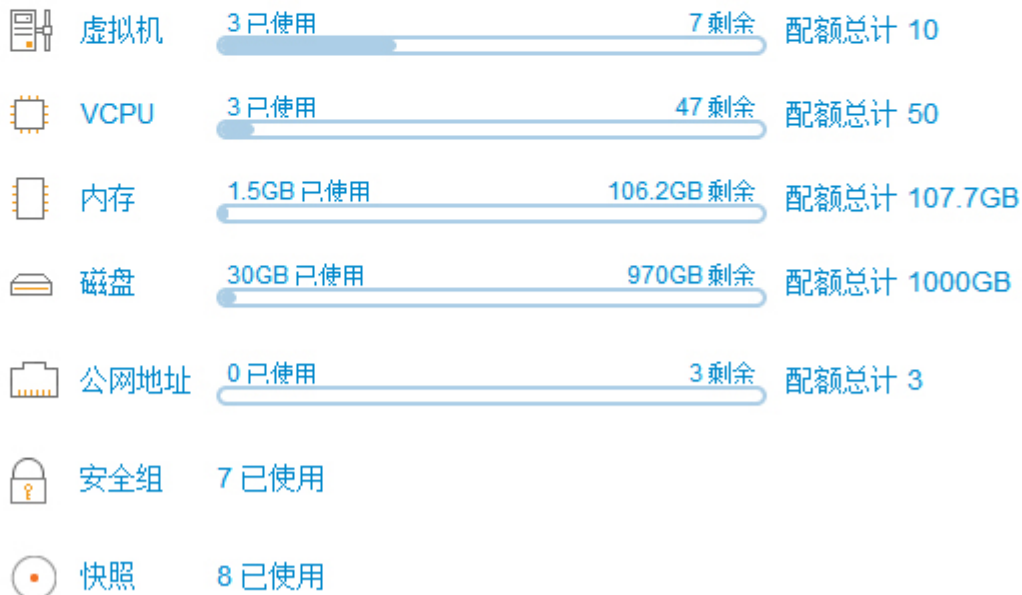 虚拟机 3 已使用 7 剩余 配额总计 10
VCPU 3 已使用 47 剩余 配额总计 50
内存 1.5GB 已使用 106.2GB 剩余 配额总计 107.7GB
磁盘 30GB 已使用 970GB 剩余 配额总计 1000GB
公网地址 0 已使用 3 剩余 配额总计 3
安全组 7 已使用
快照 8 已使用